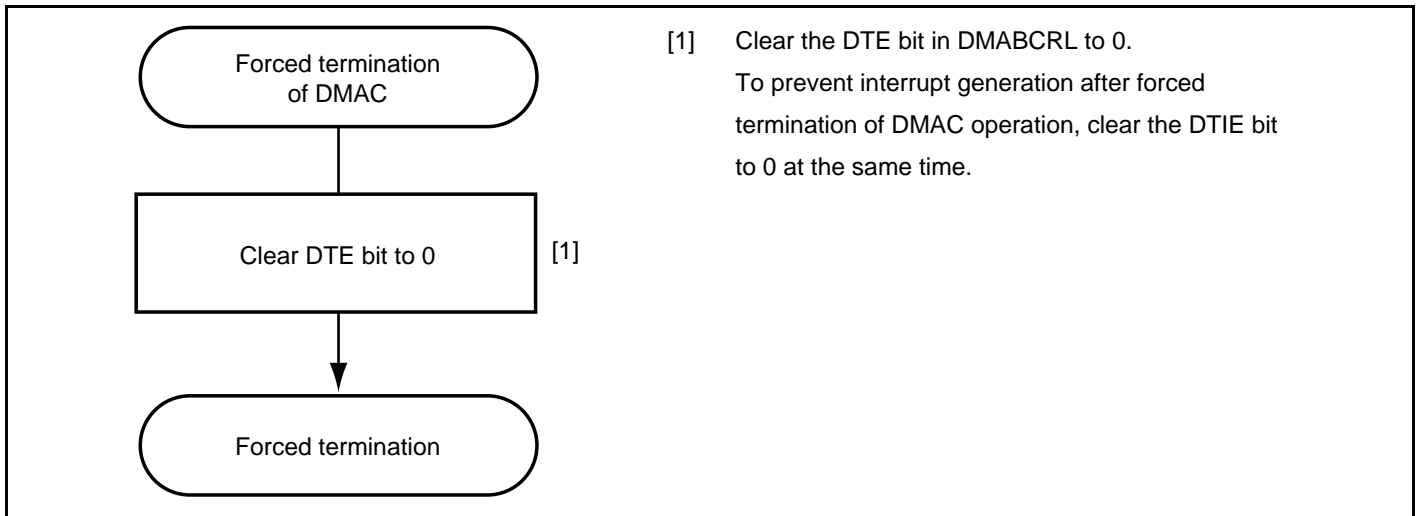 Forced termination
of DMAC
Clear DTE bit to 0
[1]
Forced termination
[1] Clear the DTE bit in DMABCRL to 0.
To prevent interrupt generation after forced
termination of DMAC operation, clear the DTIE bit
to 0 at the same time.